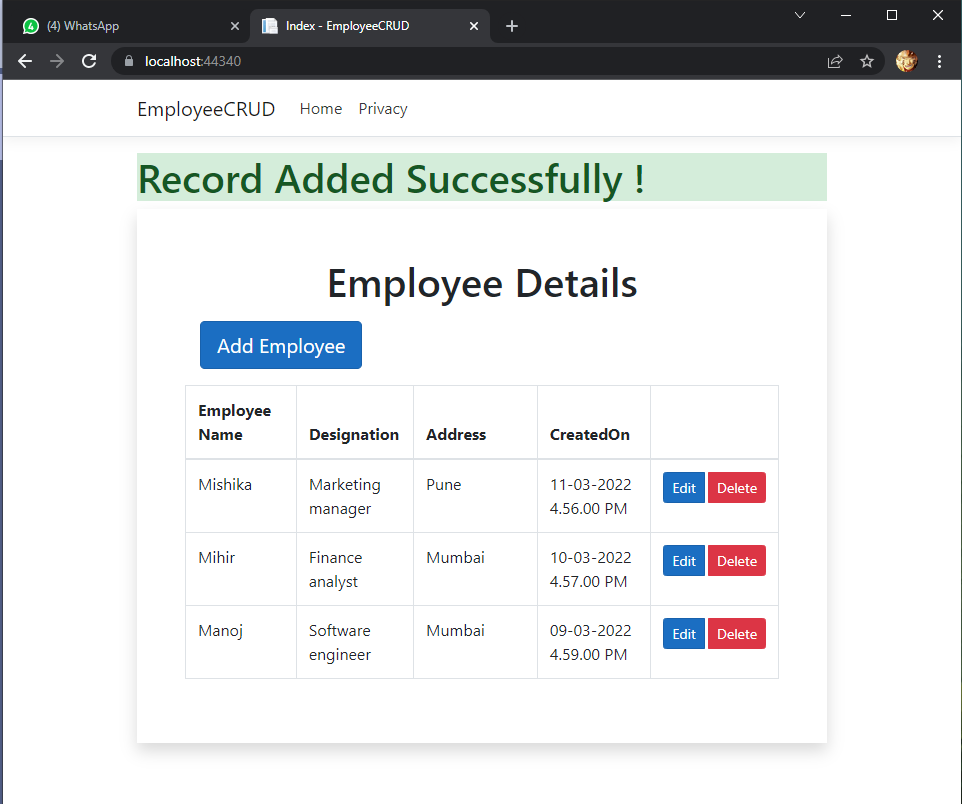 (4) WhatsApp
Index - EmployeeCRUD
localhost:44340
EmployeeCRUD Home Privacy
Record Added Successfully !
Employee Details
Add Employee
Employee
Name Designation Address CreatedOn
Mishika Marketing Pune 11-03-2022 Edit Delete
manager 4.56.00 PM
Mihir Finance Mumbai 10-03-2022 Edit Delete
analyst 4.57.00 PM
Manoj Software Mumbai 09-03-2022 Edit Delete
engineer 4.59.00 PM